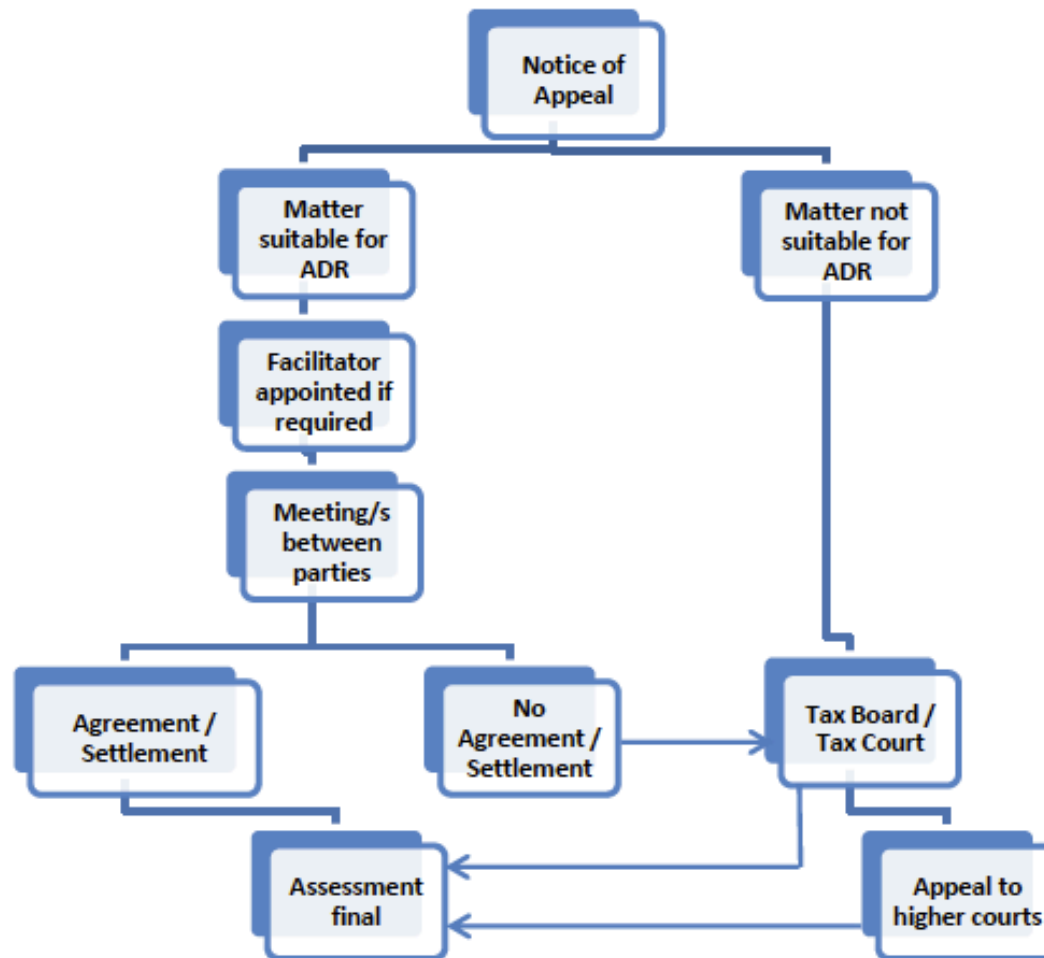 Notice of
Appeal
Matter
suitable for
ADR
Matter not
suitable for
ADR
Facilitator
appointed if
required
Meeting/s
between
parties
Agreement /
Settlement
No
Agreement /
Settlement
Tax Board /
Tax Court
Assessment
final
Appeal to
higher courts